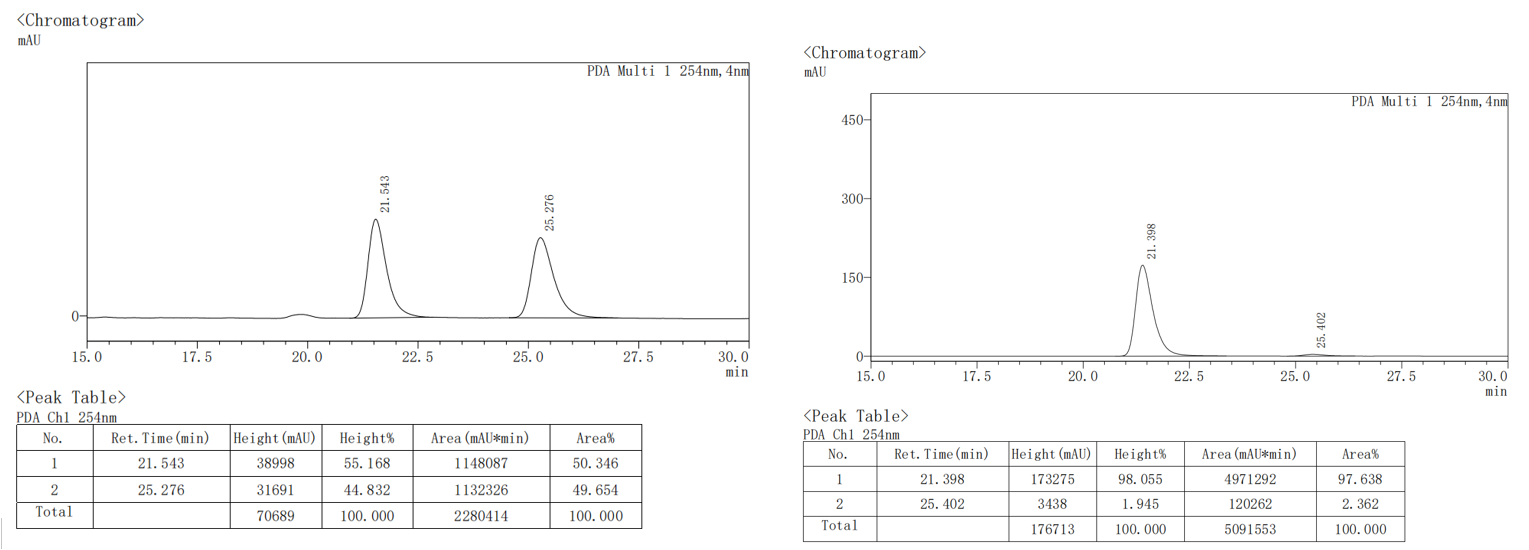 <Chromatogram>
mAU
PDA Multi 1 254nm,4nm
21.543
25.276
0
15.0 17.5 20.0 22.5 25.0 27.5 30.0
min
<Peak Table>
PDA Ch1 254nm
No. Ret.Time(min) Height(mAU) Height% Area(mAU*min) Area%
1 21.543 38998 55.168 1148087 50.346
2 25.276 31691 44.832 1132326 49.654
Total 70689 100.000 2280414 100.000
<Chromatogram>
mAU
PDA Multi 1 254nm,4nm
450
300
150
0
21.398
25.402
15.0 17.5 20.0 22.5 25.0 27.5 30.0
min
<Peak Table>
PDA Ch1 254nm
No. Ret.Time(min) Height(mAU) Height% Area(mAU*min) Area%
1 21.398 173275 98.055 4971292 97.638
2 25.402 3438 1.945 120262 2.362
Total 176713 100.000 5091553 100.000